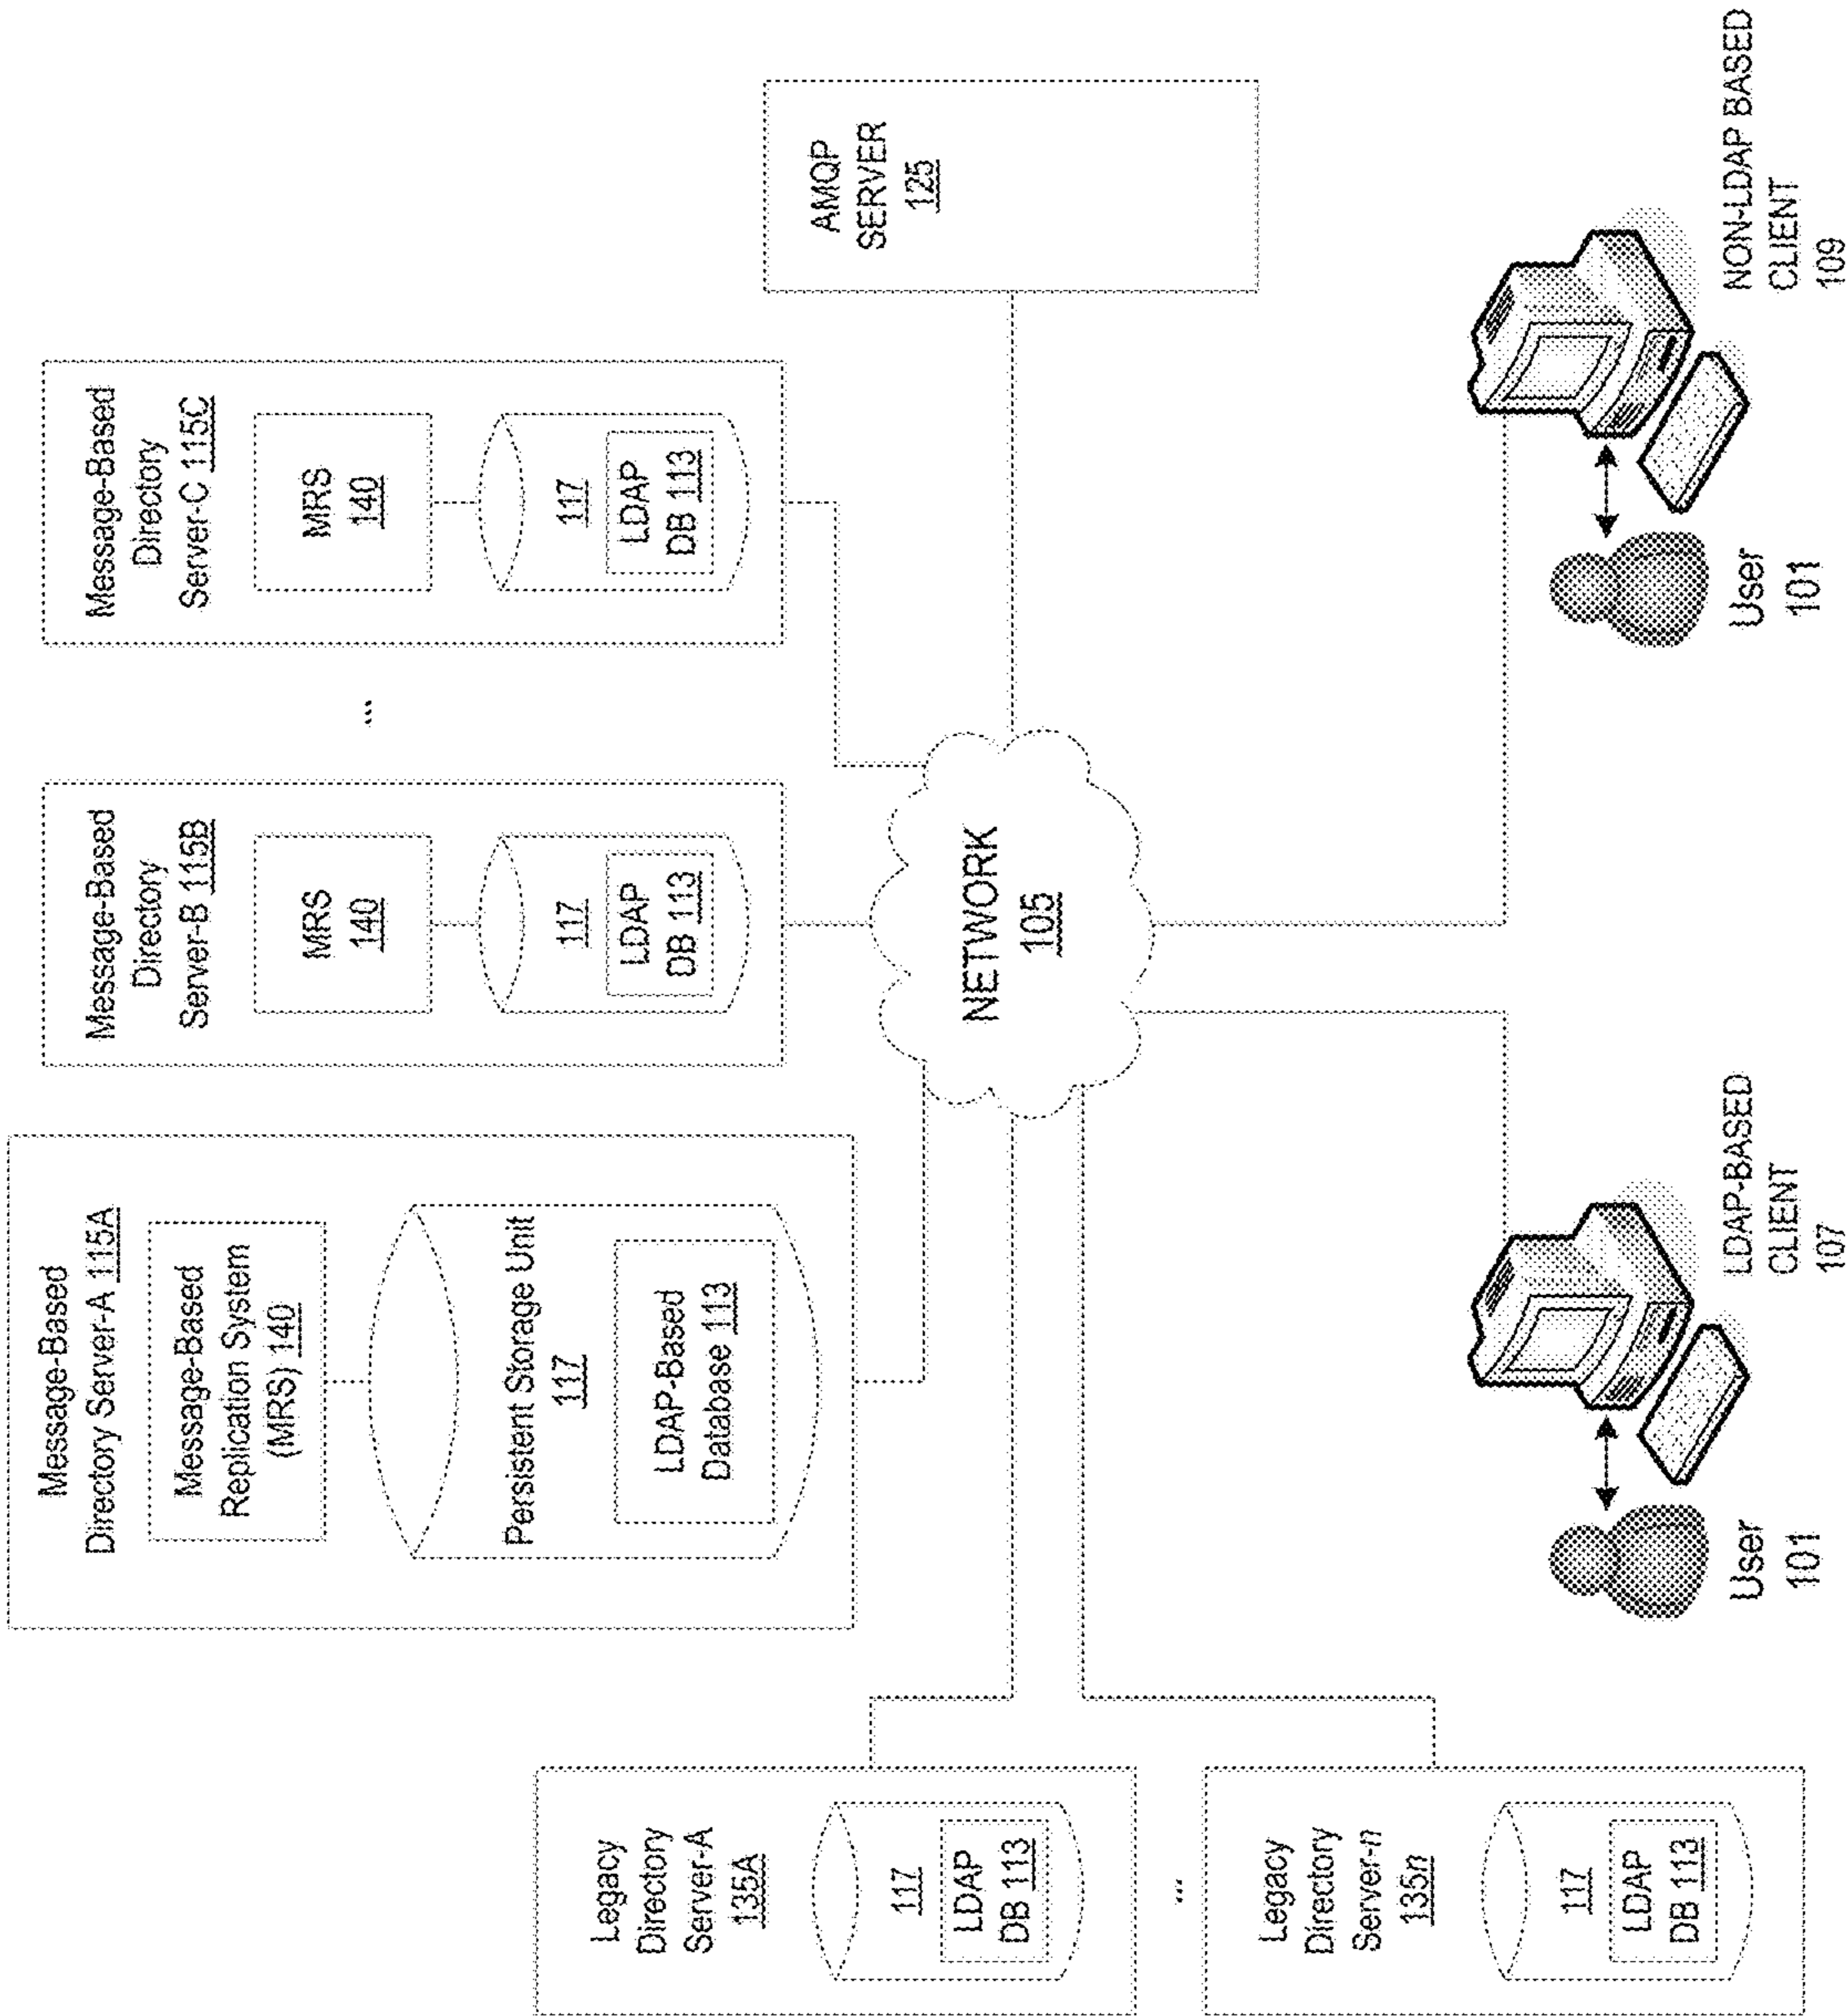 Message-Based
Directory Server-A 115A
Message-Based
Replication System
(MRS) 140
Persistent Storage Unit
117
LDAP-Based
Database 113
Message-Based
Directory
Server-B 115B
MRS
140
117
LDAP
DB 113
...
Message-Based
Directory
Server-C 115C
MRS
140
117
LDAP
DB 113
Legacy
Directory
Server-A
135A
117
LDAP
DB 113
...
Legacy
Directory
Server-n
135n
117
LDAP
DB 113
NETWORK
105
AMQP
SERVER
125
User
101
LDAP-BASED
CLIENT
107
User
101
NON-LDAP BASED
CLIENT
109